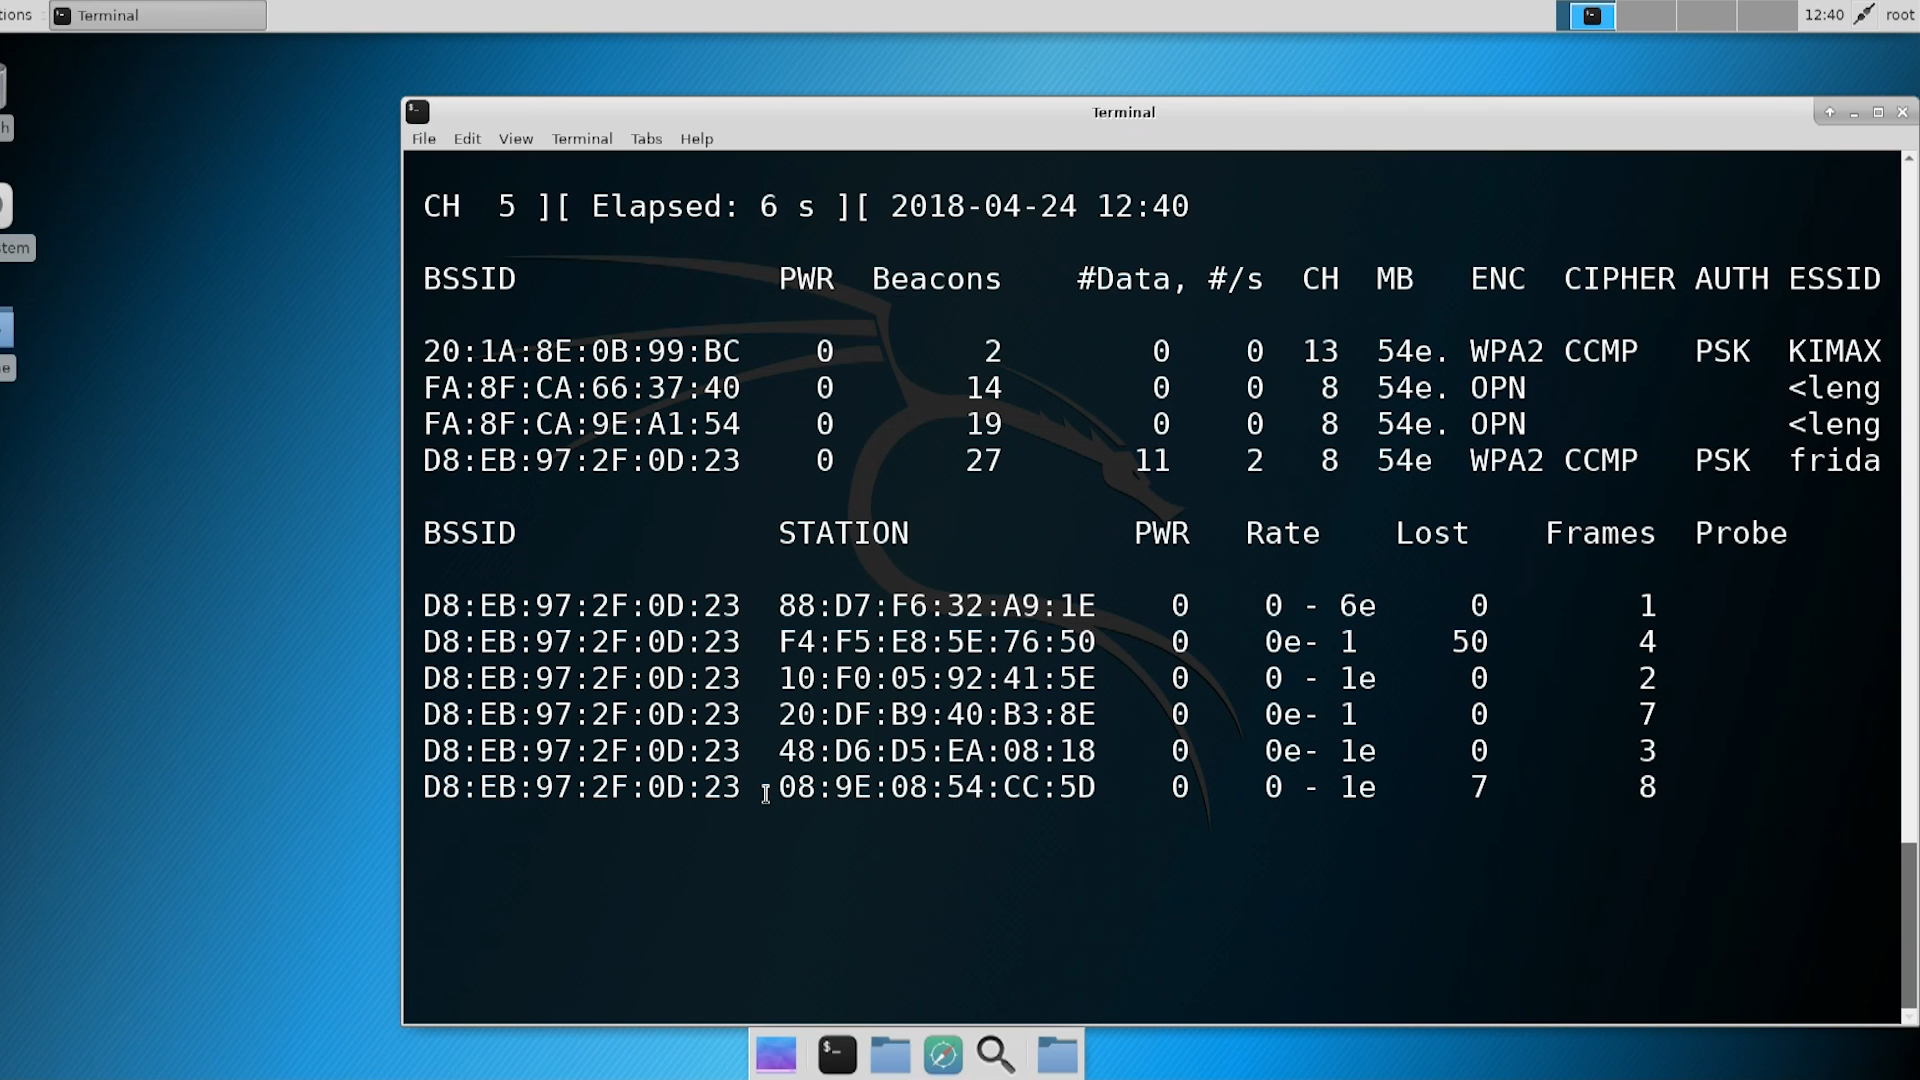 tions Terminal 12:40 root
Terminal
File Edit View Terminal Tabs Help
h
stem
e
CH 5 ][ Elapsed: 6 s ][ 2018-04-24 12:40
BSSID PWR Beacons #Data, #/s CH MB ENC CIPHER AUTH ESSID
20:1A:8E:0B:99:BC 0 2 0 0 13 54e. WPA2 CCMP PSK KIMAX
FA:8F:CA:66:37:40 0 14 0 0 8 54e. OPN <leng
FA:8F:CA:9E:A1:54 0 19 0 0 8 54e. OPN <leng
D8:EB:97:2F:0D:23 0 27 11 2 8 54e WPA2 CCMP PSK frida
BSSID STATION PWR Rate Lost Frames Probe
D8:EB:97:2F:0D:23 88:D7:F6:32:A9:1E 0 0 - 6e 0 1
D8:EB:97:2F:0D:23 F4:F5:E8:5E:76:50 0 0e- 1 50 4
D8:EB:97:2F:0D:23 10:F0:05:92:41:5E 0 0 - 1e 0 2
D8:EB:97:2F:0D:23 20:DF:B9:40:B3:8E 0 0e- 1 0 7
D8:EB:97:2F:0D:23 48:D6:D5:EA:08:18 0 0e- 1e 0 3
D8:EB:97:2F:0D:23 08:9E:08:54:CC:5D 0 0 - 1e 7 8